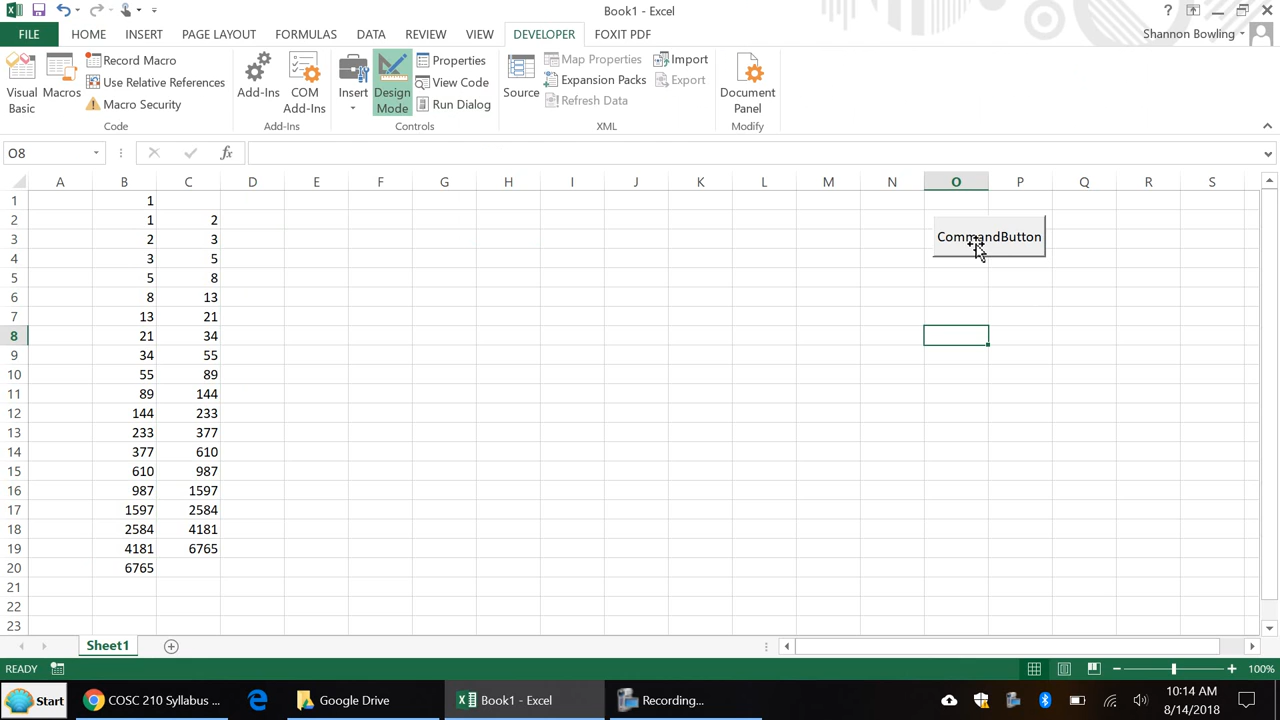 Book1 - Excel
FILE HOME INSERT PAGE LAYOUT FORMULAS DATA REVIEW VIEW DEVELOPER FOXIT PDF Shannon Bowling
Visual Basic
Macros
Record Macro
Use Relative References
Macro Security
Code
Add-Ins
COM Add-Ins
Add-Ins
Insert
Design Mode
Properties
View Code
Run Dialog
Controls
Source
Map Properties
Expansion Packs
Refresh Data
Import
Export
XML
Document Panel
Modify
O8 fx
A B C D E F G H I J K L M N O P Q R S
1 1
2 1 2
3 2 3
4 3 5
5 5 8
6 8 13
7 13 21
8 21 34
9 34 55
10 55 89
11 89 144
12 144 233
13 233 377
14 377 610
15 610 987
16 987 1597
17 1597 2584
18 2584 4181
19 4181 6765
20 6765
21
22
23
CommandButton
Sheet1
READY 100%
Start COSC 210 Syllabus ... Google Drive Book1 - Excel Recording...
10:14 AM
8/14/2018